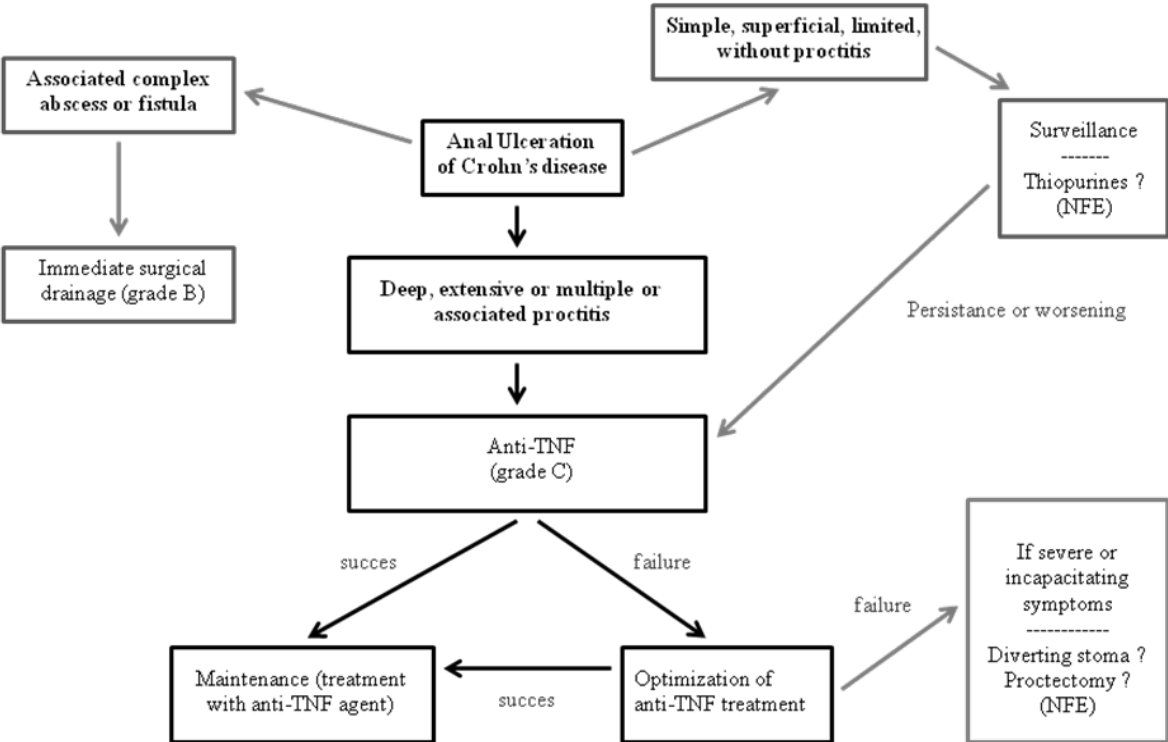 Simple, superficial, limited,
without proctitis
Associated complex
abscess or fistula
Anal Ulceration
of Crohn's disease
Surveillance
-------
Thiopurines ?
(NFE)
Immediate surgical
drainage (grade B)
Deep, extensive or multiple or
associated proctitis
Persistance or worsening
Anti-TNF
(grade C)
succes
failure
If severe or
incapacitating
symptoms
------------
Diverting stoma ?
Proctectomy ?
(NFE)
failure
Maintenance (treatment
with anti-TNF agent)
succes
Optimization of
anti-TNF treatment